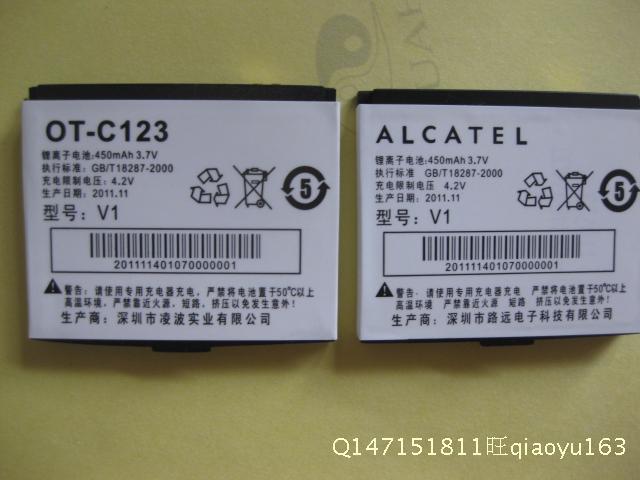 OT-C123
锂离子电池:450mAh 3.7V
执行标准: GB/T18287-2000
充电限制电压: 4.2V
生产日期: 2011.11
型号: V1
5
201111401070000001
警告: 请使用专用充电器充电, 严禁将电池置于50℃以上
高温环境, 严禁靠近火源、短路、挤压以免发生爆炸!
生产商: 深圳市凌波实业有限公司
ALCATEL
锂离子电池:450mAh 3.7V
执行标准: GB/T18287-2000
充电限制电压: 4.2V
生产日期: 2011.11
型号: V1
5
201111401070000001
警告: 请使用专用充电器充电, 严禁将电池置于50℃以上
高温环境, 严禁靠近火源 短路 挤压以免发生爆炸!
生产商: 深圳市路远电子科技有限公司
Q147151811旺qiaoyu163